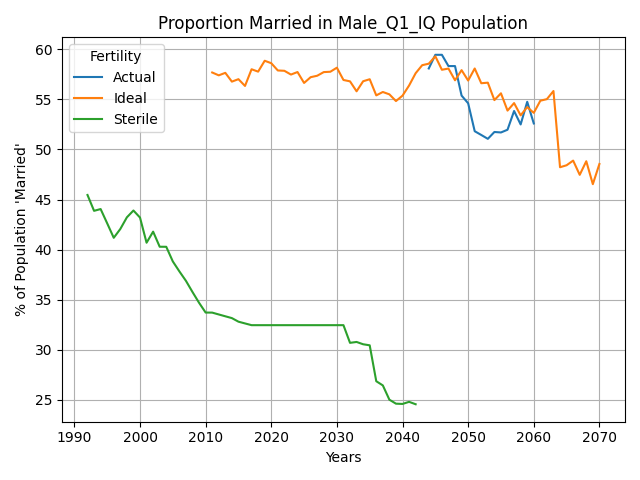 Proportion Married in Male_Q1_IQ Population
% of Population 'Married'
60
55
50
45
40
35
30
25
Fertility
Actual
Ideal
Sterile
1990 2000 2010 2020 2030 2040 2050 2060 2070
Years